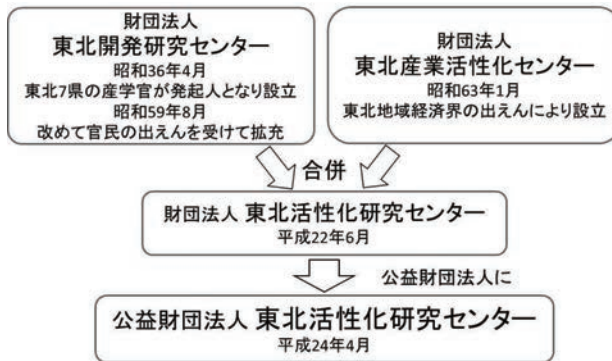 財団法人
東北開発研究センター
昭和36年4月
東北7県の産学官が発起人となり設立
昭和59年8月
改めて官民の出えんを受けて拡充
財団法人
東北産業活性化センター
昭和63年1月
東北地域経済界の出えんにより設立
合併
財団法人 東北活性化研究センター
平成22年6月
公益財団法人に
公益財団法人 東北活性化研究センター
平成24年4月